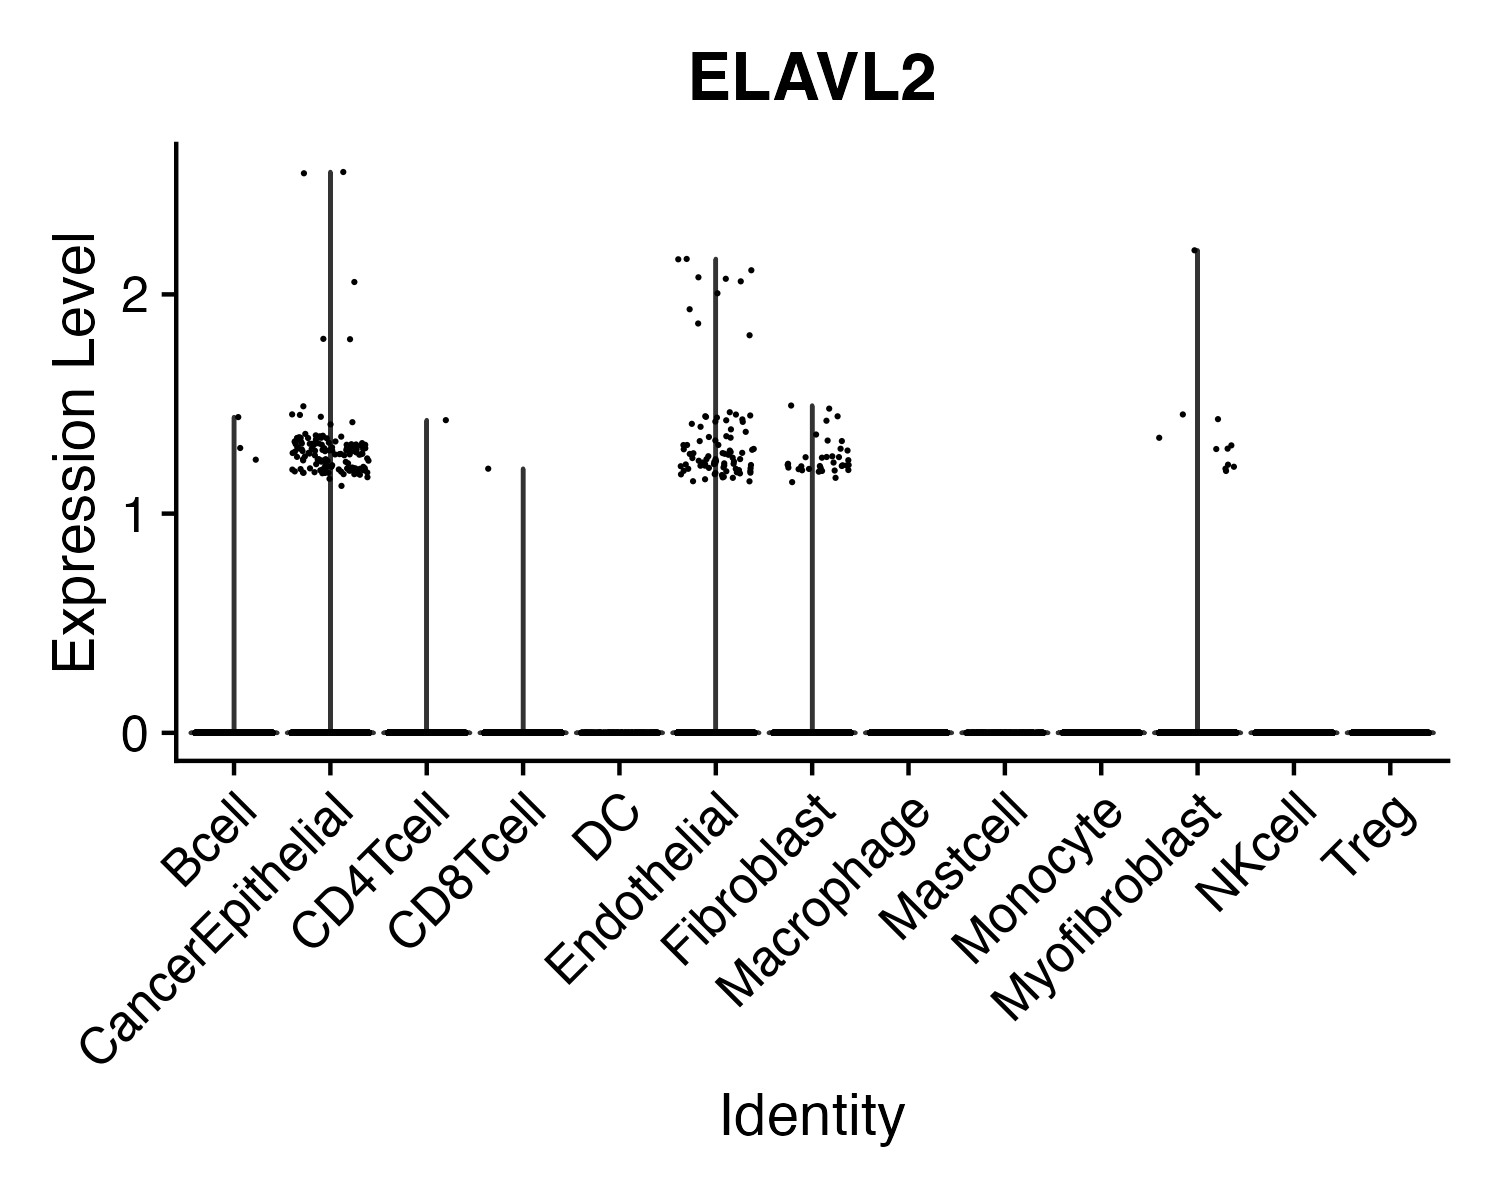 ELAVL2
Expression Level
2
1
0
Bcell
CancerEpithelial
CD4Tcell
CD8Tcell
DC
Endothelial
Fibroblast
Macrophage
Mastcell
Monocyte
Myofibroblast
NKcell
Treg
Identity